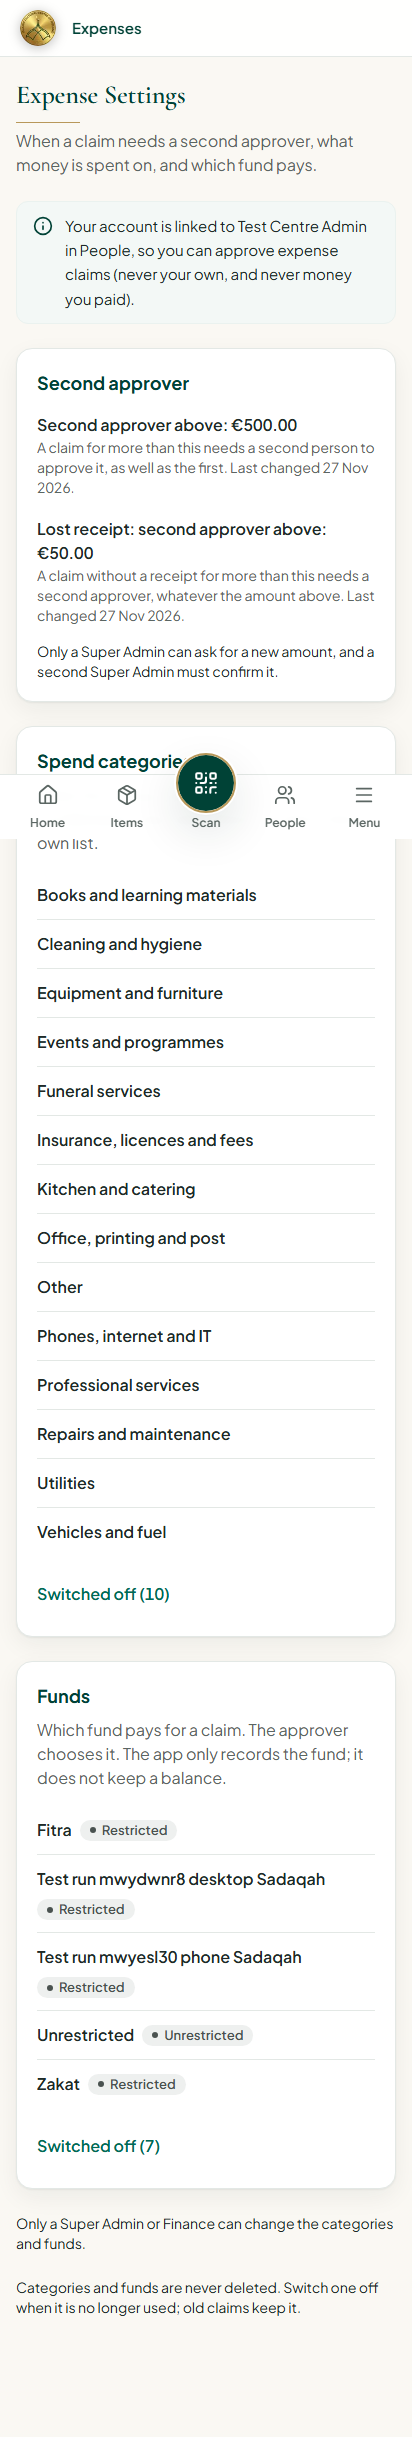 Expenses
Expense Settings
When a claim needs a second approver, what
money is spent on, and which fund pays.
Your account is linked to Test Centre Admin
in People, so you can approve expense
claims (never your own, and never money
you paid).
Second approver
Second approver above: €500.00
A claim for more than this needs a second person to
approve it, as well as the first. Last changed 27 Nov
2026.
Lost receipt: second approver above:
€50.00
A claim without a receipt for more than this needs a
second approver, whatever the amount above. Last
changed 27 Nov 2026.
Only a Super Admin can ask for a new amount, and a
second Super Admin must confirm it.
Spend categorie
Home
Items
Scan
People
Menu
own list.
Books and learning materials
Cleaning and hygiene
Equipment and furniture
Events and programmes
Funeral services
Insurance, licences and fees
Kitchen and catering
Office, printing and post
Other
Phones, internet and IT
Professional services
Repairs and maintenance
Utilities
Vehicles and fuel
Switched off (10)
Funds
Which fund pays for a claim. The approver
chooses it. The app only records the fund; it
does not keep a balance.
Fitra Restricted
Test run mwydwnr8 desktop Sadaqah
Restricted
Test run mwyesl30 phone Sadaqah
Restricted
Unrestricted Unrestricted
Zakat Restricted
Switched off (7)
Only a Super Admin or Finance can change the categories
and funds.
Categories and funds are never deleted. Switch one off
when it is no longer used; old claims keep it.